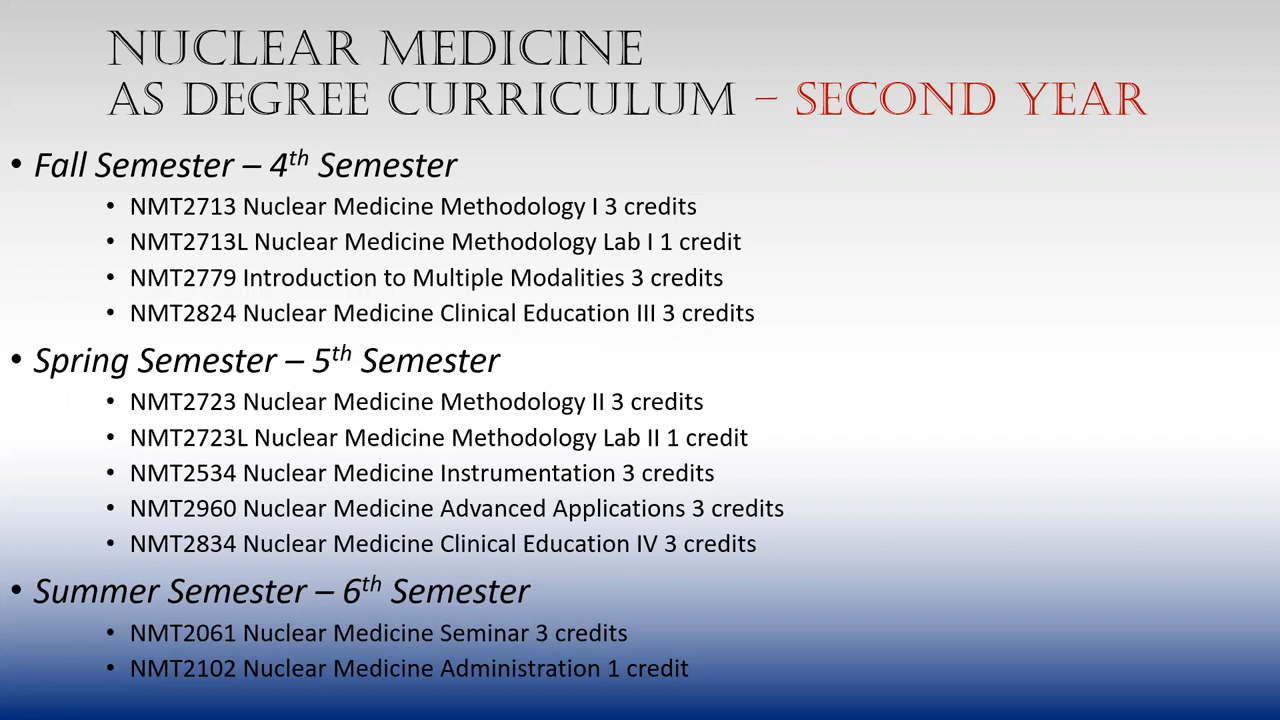 NUCLEAR MEDICINE
AS DEGREE CURRICULUM – SECOND YEAR
• Fall Semester – 4th Semester
• NMT2713 Nuclear Medicine Methodology I 3 credits
• NMT2713L Nuclear Medicine Methodology Lab I 1 credit
• NMT2779 Introduction to Multiple Modalities 3 credits
• NMT2824 Nuclear Medicine Clinical Education III 3 credits
• Spring Semester – 5th Semester
• NMT2723 Nuclear Medicine Methodology II 3 credits
• NMT2723L Nuclear Medicine Methodology Lab II 1 credit
• NMT2534 Nuclear Medicine Instrumentation 3 credits
• NMT2960 Nuclear Medicine Advanced Applications 3 credits
• NMT2834 Nuclear Medicine Clinical Education IV 3 credits
• Summer Semester – 6th Semester
• NMT2061 Nuclear Medicine Seminar 3 credits
• NMT2102 Nuclear Medicine Administration 1 credit